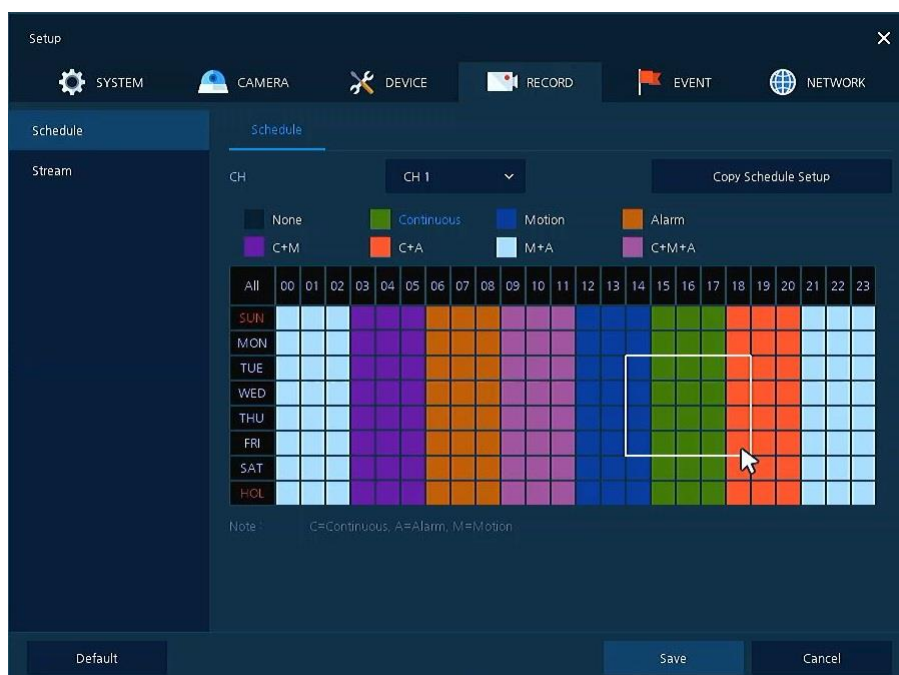 Setup
SYSTEM CAMERA DEVICE RECORD EVENT NETWORK
Schedule
Stream
Schedule
CH CH 1 Copy Schedule Setup
None Continuous Motion Alarm
C+M C+A M+A C+M+A
All 00 01 02 03 04 05 06 07 08 09 10 11 12 13 14 15 16 17 18 19 20 21 22 23
SUN
MON
TUE
WED
THU
FRI
SAT
HOL
Note : C=Continuous, A=Alarm, M=Motion
Default Save Cancel